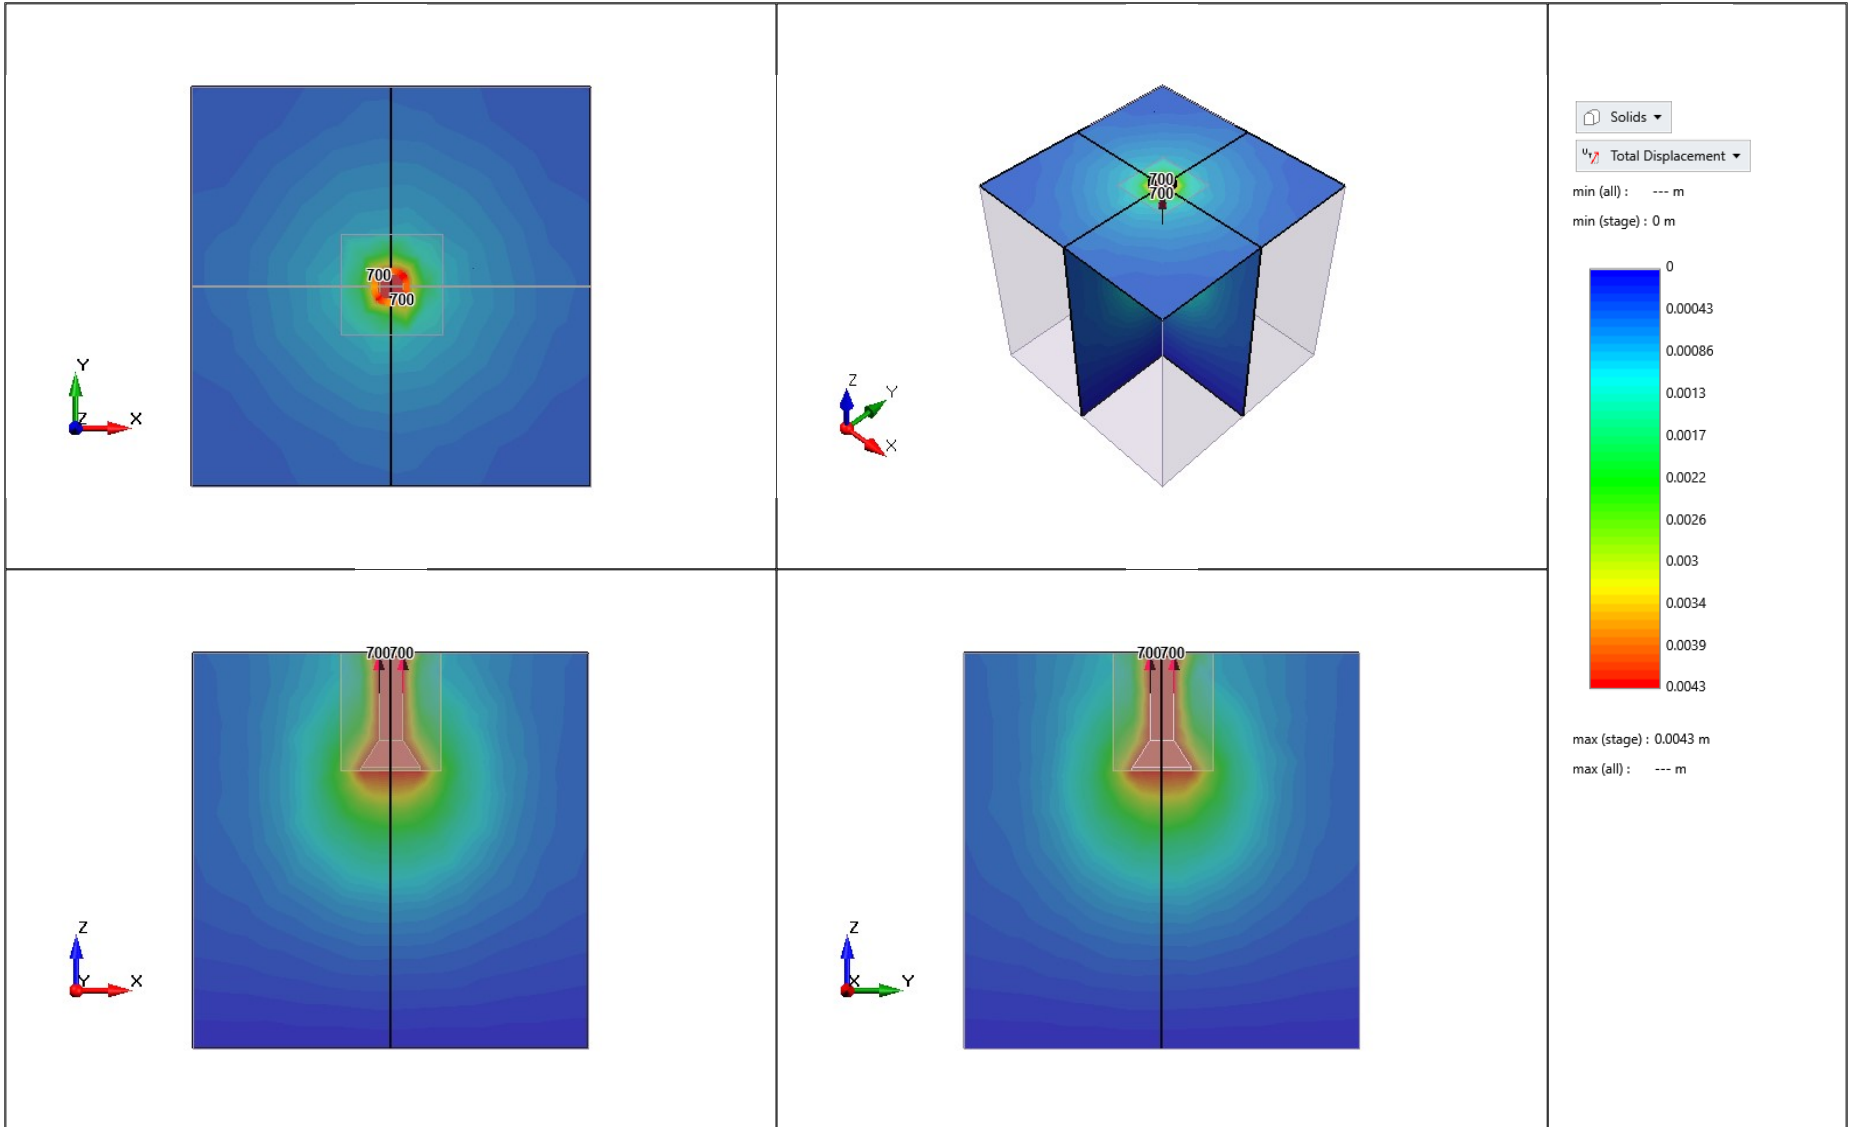 700
700
Y
Z
X
700
700
Z
Y
X
700700
Z
Y
X
700700
Z
X
Y
Solids
UT Total Displacement
min (all) : --- m
min (stage) : 0 m
0
0.00043
0.00086
0.0013
0.0017
0.0022
0.0026
0.003
0.0034
0.0039
0.0043
max (stage) : 0.0043 m
max (all) : --- m